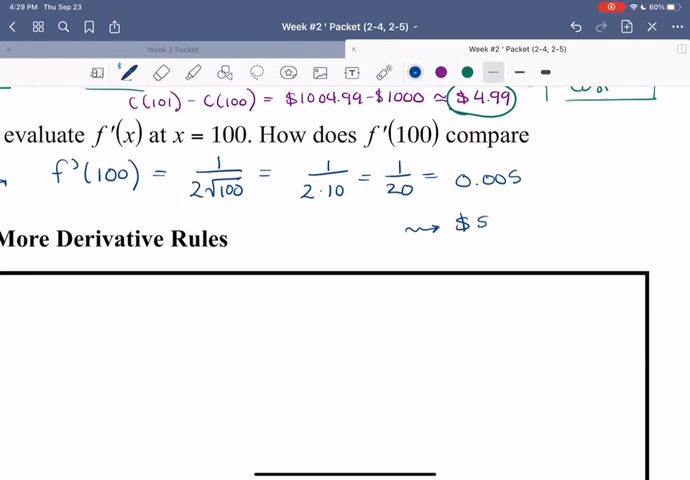 4:29 PM Thu Sep 23
60%
Week #2 ' Packet (2-4, 2-5)
Week 2 Packet
Week #2 ' Packet (2-4, 2-5)
C(101) - C(100) = $1004.99 - $1000 ≈ $4.99
evaluate f'(x) at x = 100. How does f'(100) compare
f'(100) = 1/(2√100) = 1/(2·10) = 1/20 = 0.005
⇝ $5
More Derivative Rules